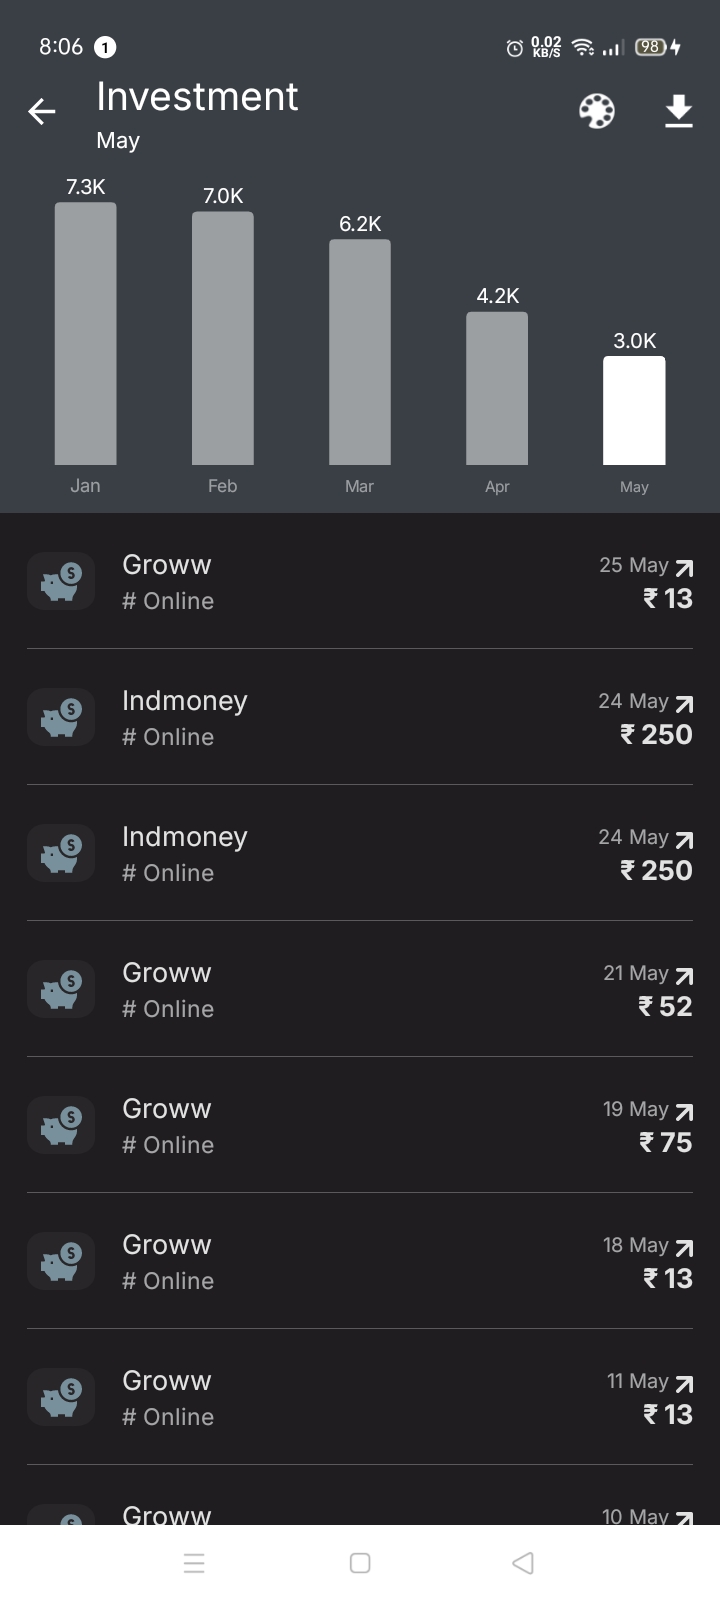 8:06 1 0.02 KB/S 98
Investment
May
7.3K 7.0K 6.2K 4.2K 3.0K
Jan Feb Mar Apr May
Groww 25 May
# Online ₹ 13
Indmoney 24 May
# Online ₹ 250
Indmoney 24 May
# Online ₹ 250
Groww 21 May
# Online ₹ 52
Groww 19 May
# Online ₹ 75
Groww 18 May
# Online ₹ 13
Groww 11 May
# Online ₹ 13
Groww 10 May